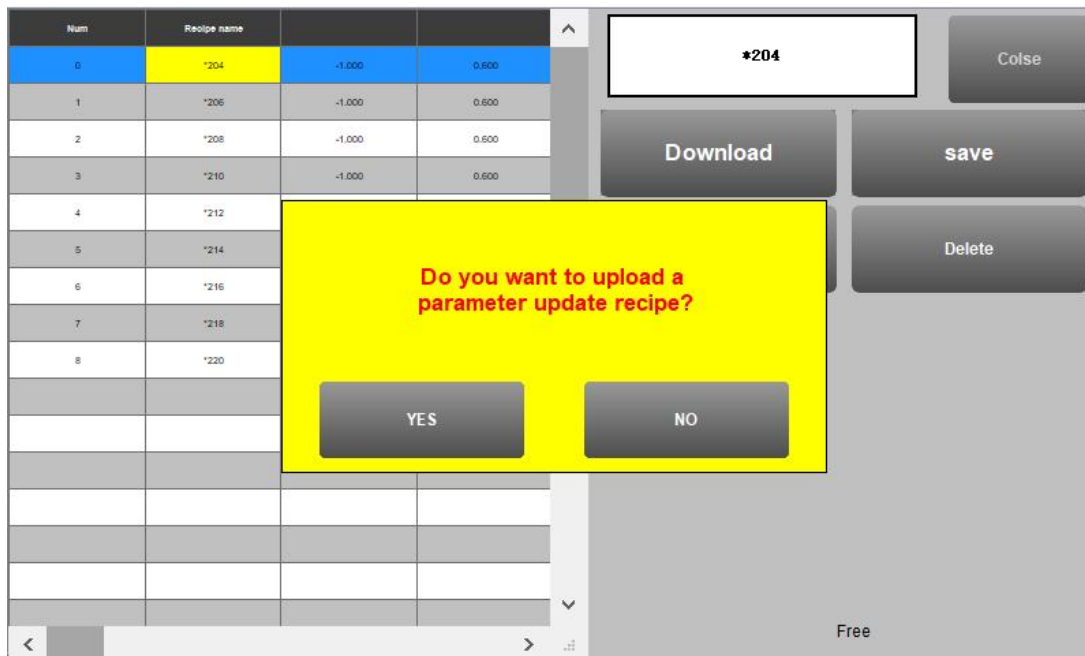 Num Recipe name
0 *204 -1.000 0.600
1 *206 -1.000 0.600
2 *208 -1.000 0.600
3 *210 -1.000 0.600
4 *212
5 *214
6 *216
7 *218
8 *220
*204
Colse
Download
save
Delete
Do you want to upload a
parameter update recipe?
YES
NO
Free